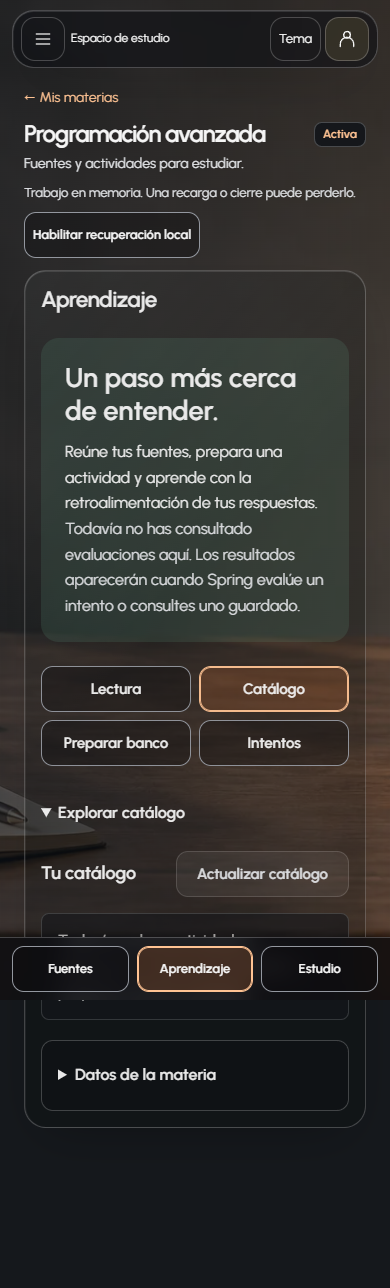 Espacio de estudio
Tema
← Mis materias
Programación avanzada
Activa
Fuentes y actividades para estudiar.
Trabajo en memoria. Una recarga o cierre puede perderlo.
Habilitar recuperación local
Aprendizaje
Un paso más cerca
de entender.
Reúne tus fuentes, prepara una
actividad y aprende con la
retroalimentación de tus respuestas.
Todavía no has consultado
evaluaciones aquí. Los resultados
aparecerán cuando Spring evalúe un
intento o consultes uno guardado.
Lectura
Catálogo
Preparar banco
Intentos
▼ Explorar catálogo
Tu catálogo
Actualizar catálogo
Fuentes
Aprendizaje
Estudio
▶ Datos de la materia